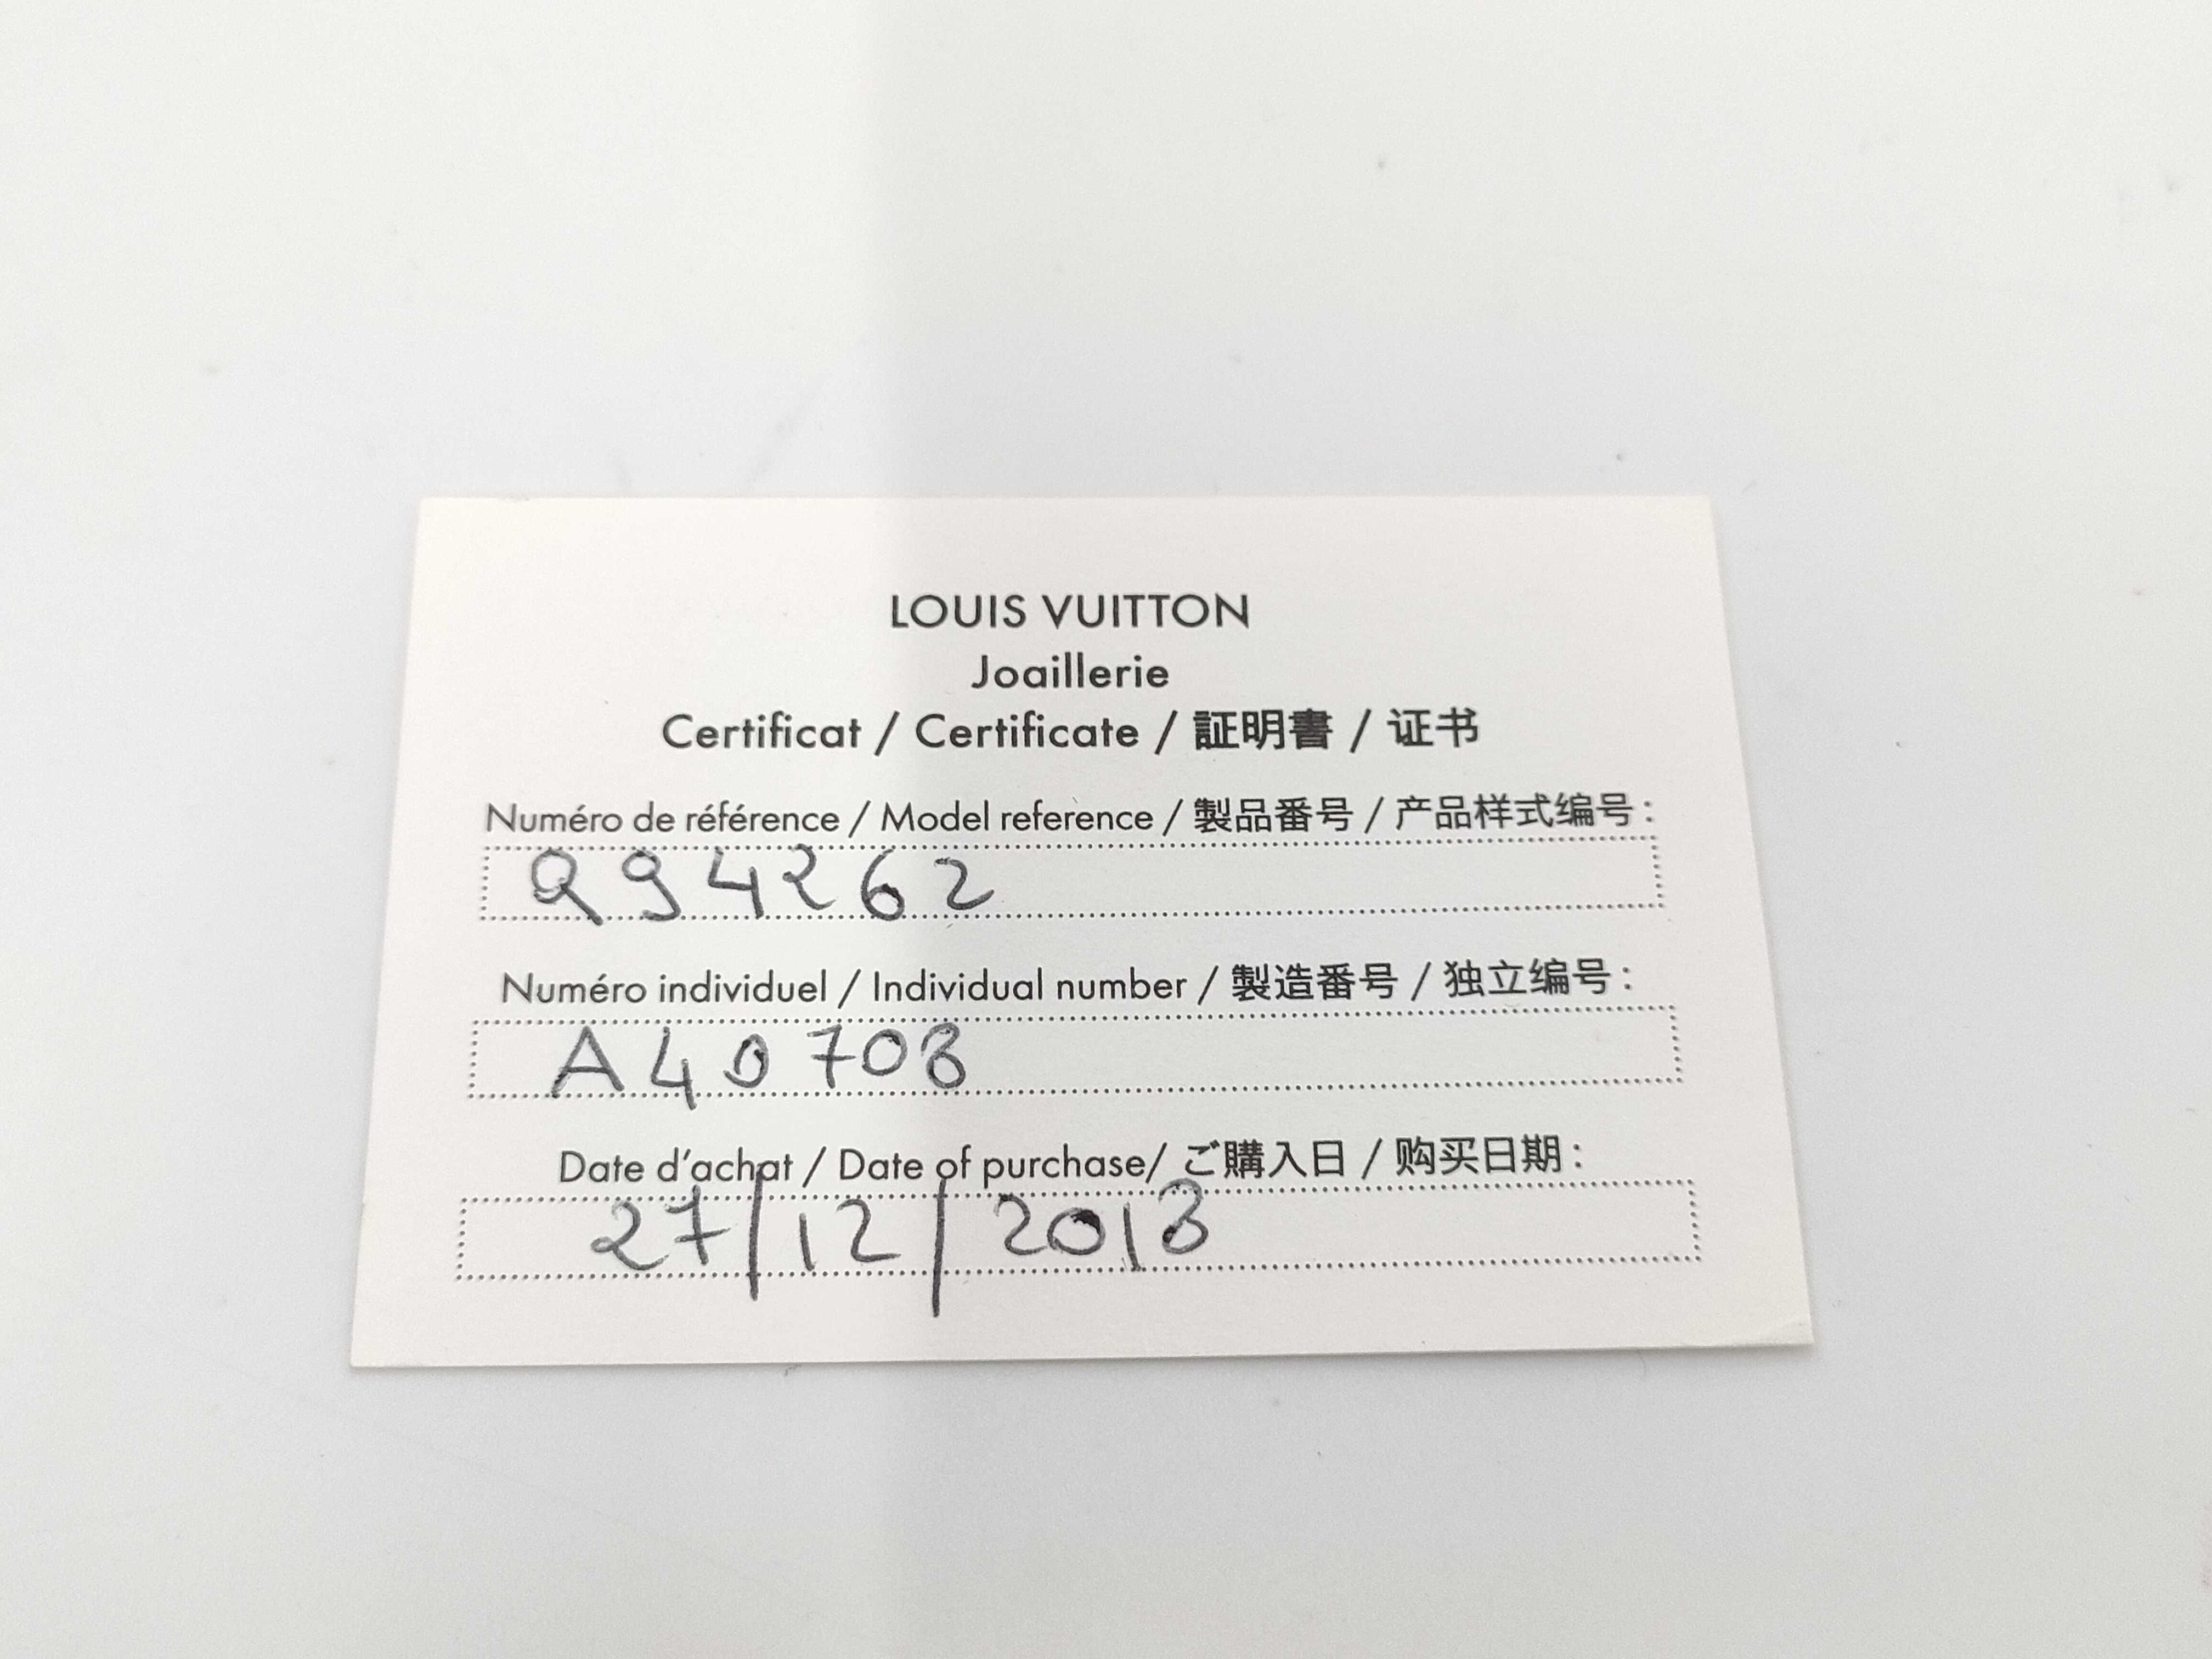 LOUIS VUITTON
Joaillerie
Certificat / Certificate / 証明書 / 证书
Numéro de référence / Model reference / 製品番号 / 产品样式编号 :
Q94262
Numéro individuel / Individual number / 製造番号 / 独立编号 :
A40708
Date d'achat / Date of purchase/ ご購入日 / 购买日期 :
27/12/2018